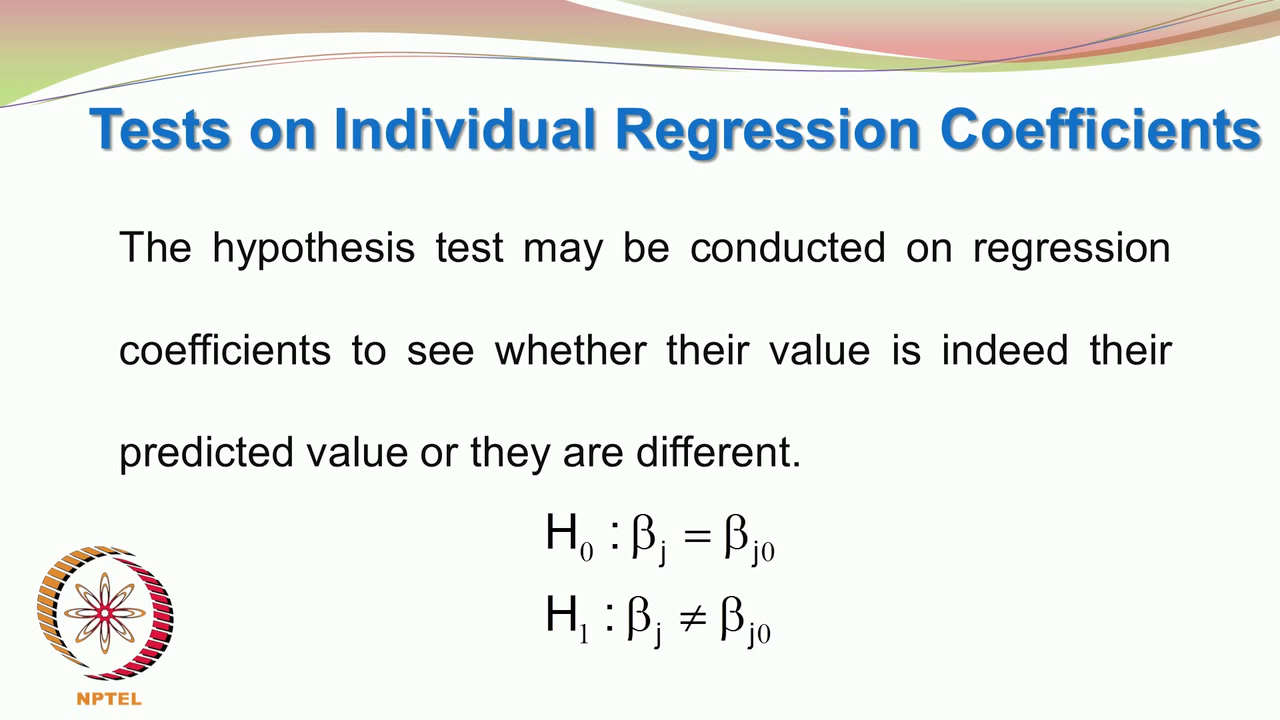 Tests on Individual Regression Coefficients
The hypothesis test may be conducted on regression
coefficients to see whether their value is indeed their
predicted value or they are different.
H₀ : βⱼ = βⱼ₀
H₁ : βⱼ ≠ βⱼ₀
NPTEL